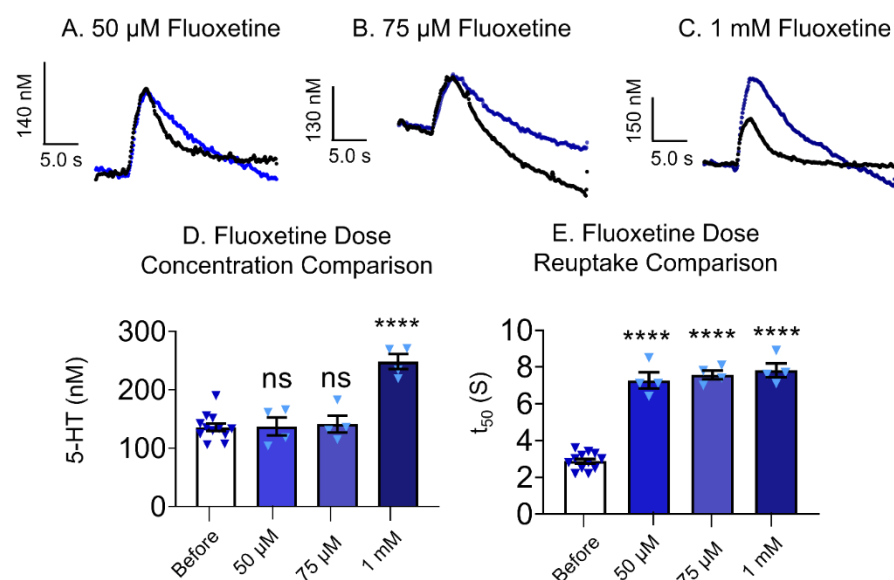 A. 50 µM Fluoxetine
B. 75 µM Fluoxetine
C. 1 mM Fluoxetine
140 nM
5.0 s
130 nM
5.0 s
150 nM
5.0 s
D. Fluoxetine Dose
Concentration Comparison
E. Fluoxetine Dose
Reuptake Comparison
5-HT (nM)
300
200
100
0
ns
ns
****
Before
50 µM
75 µM
1 mM
t50 (S)
10
8
6
4
2
0
****
****
****
Before
50 µM
75 µM
1 mM